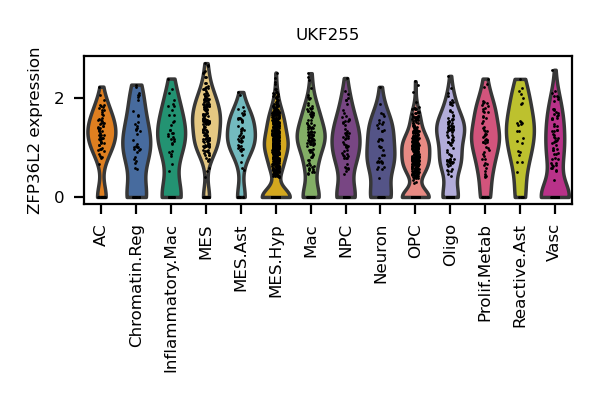 UKF255
ZFP36L2 expression
2
0
AC
Chromatin.Reg
Inflammatory.Mac
MES
MES.Ast
MES.Hyp
Mac
NPC
Neuron
OPC
Oligo
Prolif.Metab
Reactive.Ast
Vasc